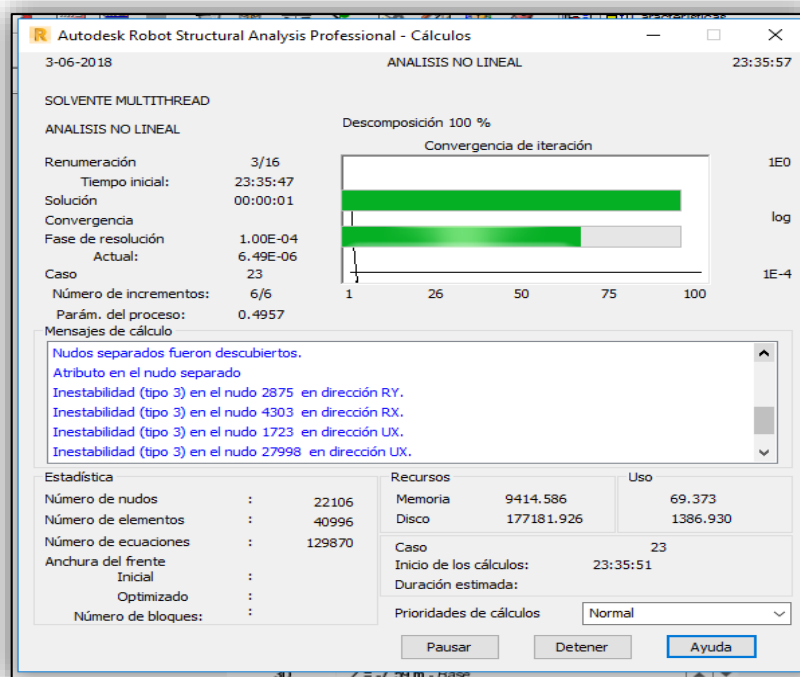 Características
R Autodesk Robot Structural Analysis Professional - Cálculos
3-06-2018 ANALISIS NO LINEAL 23:35:57
SOLVENTE MULTITHREAD
ANALISIS NO LINEAL
Descomposición 100 %
Convergencia de iteración
Renumeración 3/16
Tiempo inicial: 23:35:47
Solución 00:00:01
Convergencia
Fase de resolución 1.00E-04
Actual: 6.49E-06
Caso 23
Número de incrementos: 6/6
Parám. del proceso: 0.4957
1E0
log
1E-4
1 26 50 75 100
Mensajes de cálculo
Nudos separados fueron descubiertos.
Atributo en el nudo separado
Inestabilidad (tipo 3) en el nudo 2875 en dirección RY.
Inestabilidad (tipo 3) en el nudo 4303 en dirección RX.
Inestabilidad (tipo 3) en el nudo 1723 en dirección UX.
Inestabilidad (tipo 3) en el nudo 27998 en dirección UX.
Estadística
Número de nudos : 22106
Número de elementos : 40996
Número de ecuaciones : 129870
Anchura del frente
Inicial :
Optimizado :
Número de bloques: :
Recursos Uso
Memoria 9414.586 69.373
Disco 177181.926 1386.930
Caso 23
Inicio de los cálculos: 23:35:51
Duración estimada:
Prioridades de cálculos Normal
Pausar Detener Ayuda
- Base